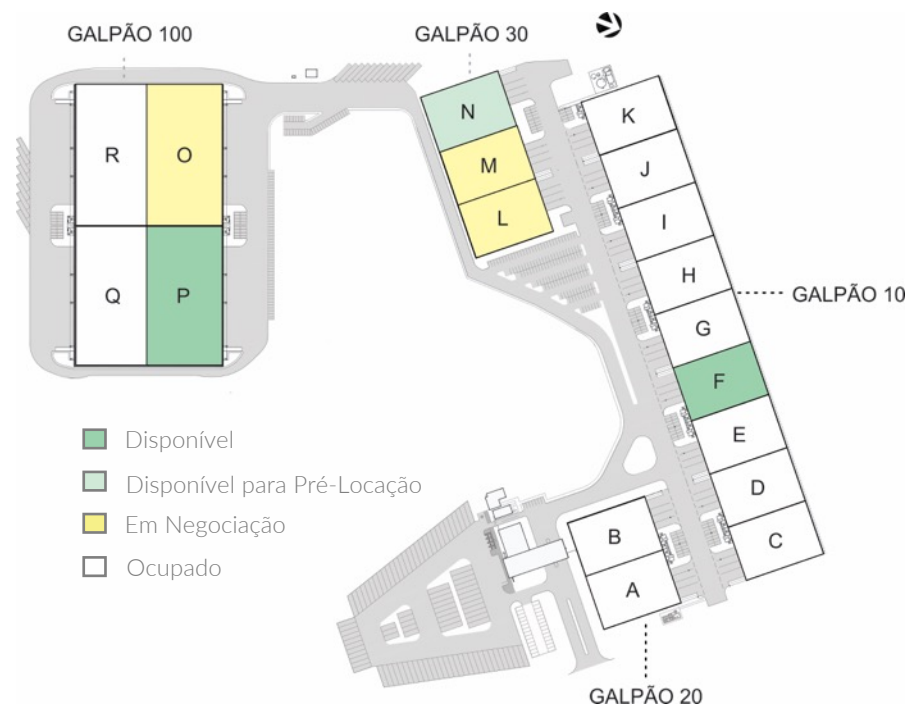 GALPÃO 100
GALPÃO 30
N
M
L
K
J
I
H
G
F
E
D
C
GALPÃO 10
R
O
Q
P
Disponível
Disponível para Pré-Locação
Em Negociação
Ocupado
B
A
GALPÃO 20